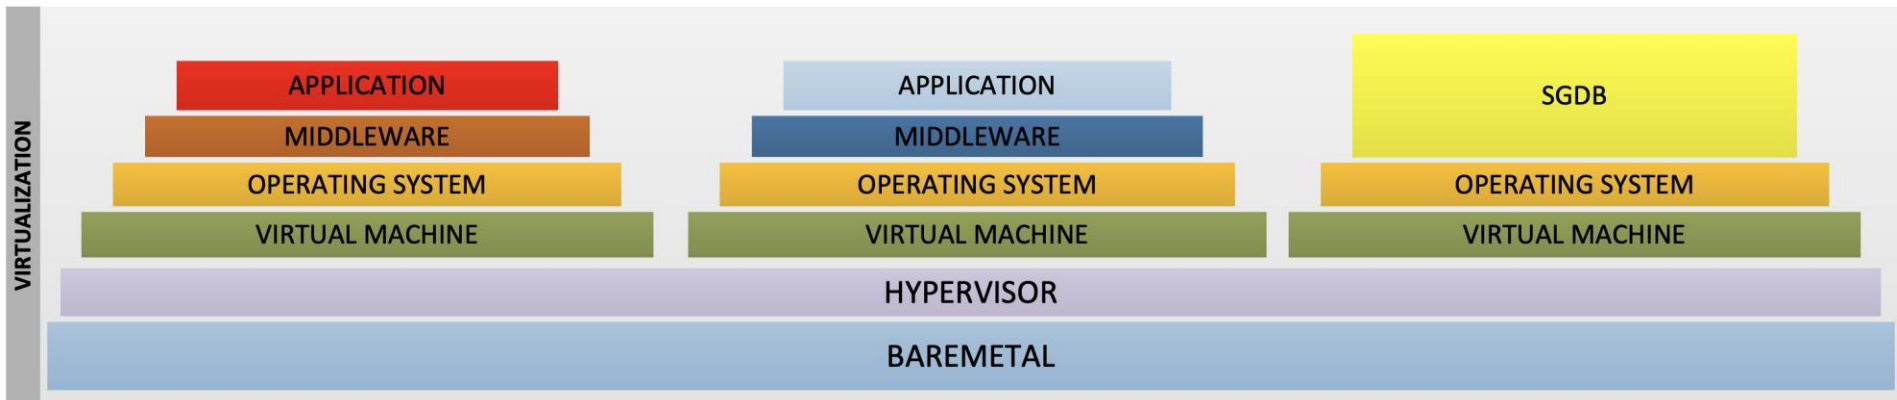 VIRTUALIZATION
APPLICATION
MIDDLEWARE
OPERATING SYSTEM
VIRTUAL MACHINE
APPLICATION
MIDDLEWARE
OPERATING SYSTEM
VIRTUAL MACHINE
SGDB
OPERATING SYSTEM
VIRTUAL MACHINE
HYPERVISOR
BAREMETAL